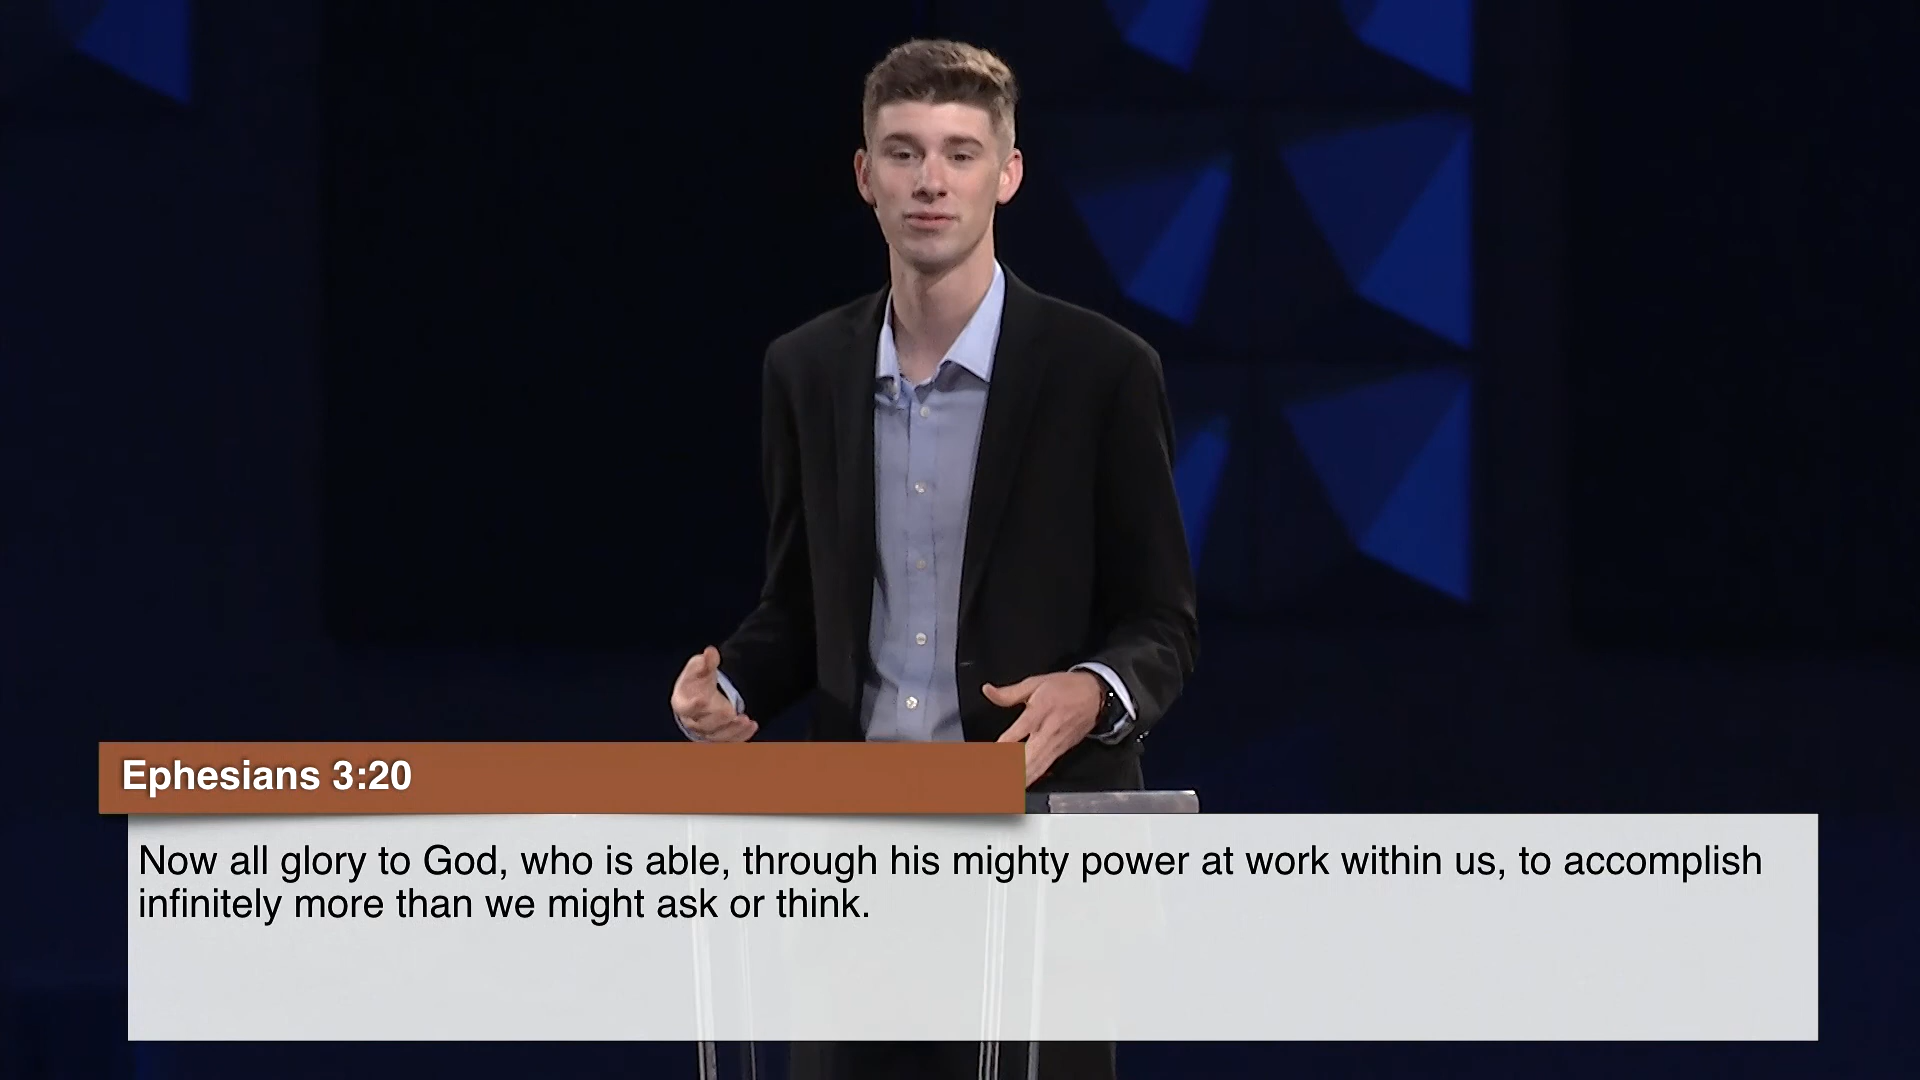 Ephesians 3:20
Now all glory to God, who is able, through his mighty power at work within us, to accomplish
infinitely more than we might ask or think.